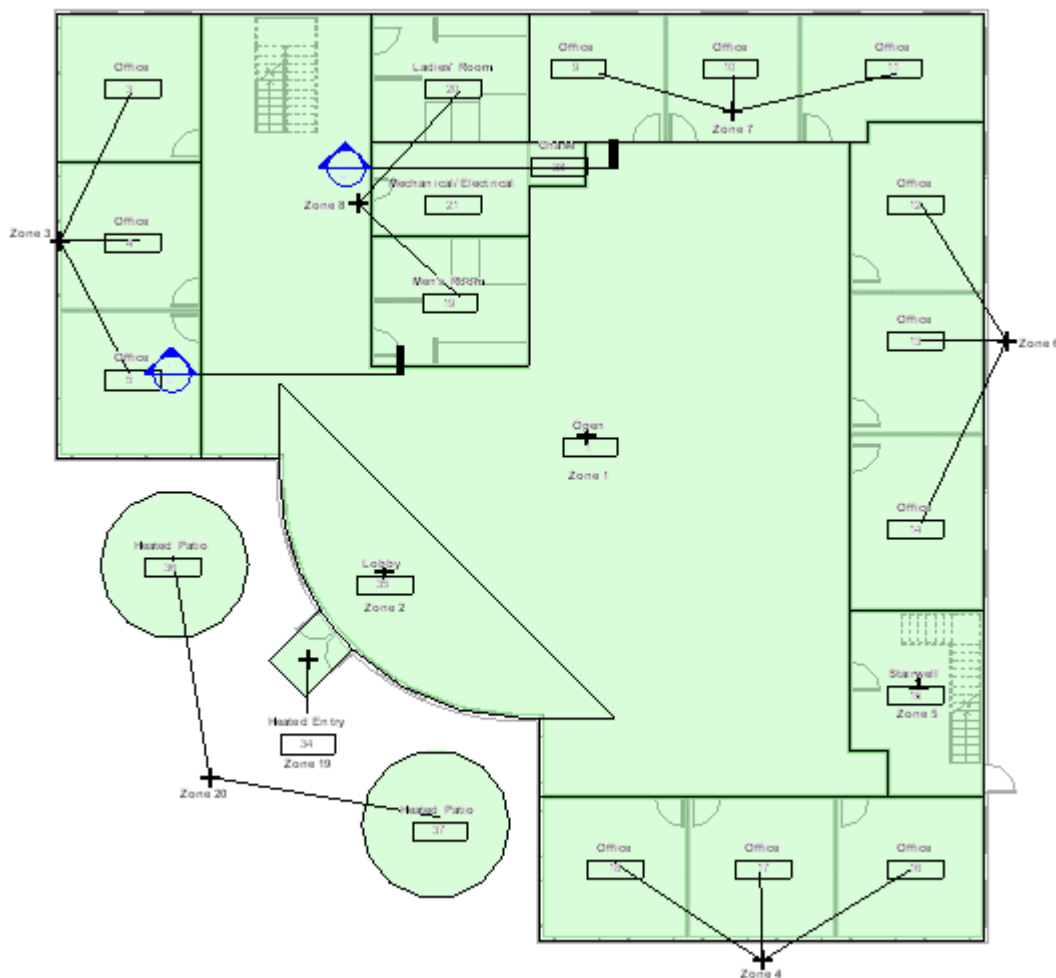 Office
3
Ladies' Room
20
Office
9
Office
10
Office
11
Zone 7
Mechanical/Electrical
21
Zone 8
Office
12
Zone 3
Office
4
Men's Room
19
Office
13
Zone 6
Office
5
Open
Zone 1
Office
14
Heated Patio
Lobby
35
Zone 2
Stairwell
Zone 5
Heated Entry
34
Zone 19
Zone 20
Heated Patio
37
Office
18
Office
17
Office
16
Zone 4